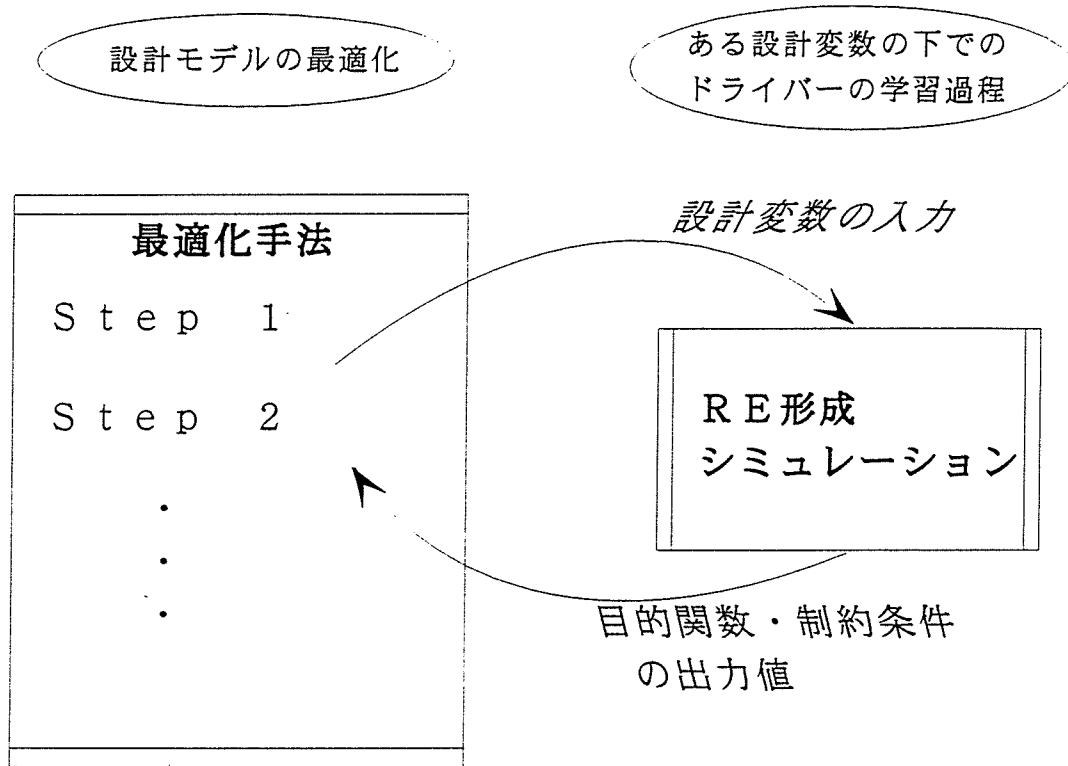 設計モデルの最適化
ある設計変数の下での
ドライバーの学習過程
最適化手法
Step 1
Step 2
・
・
・
設計変数の入力
RE形成
シミュレーション
目的関数・制約条件
の出力値